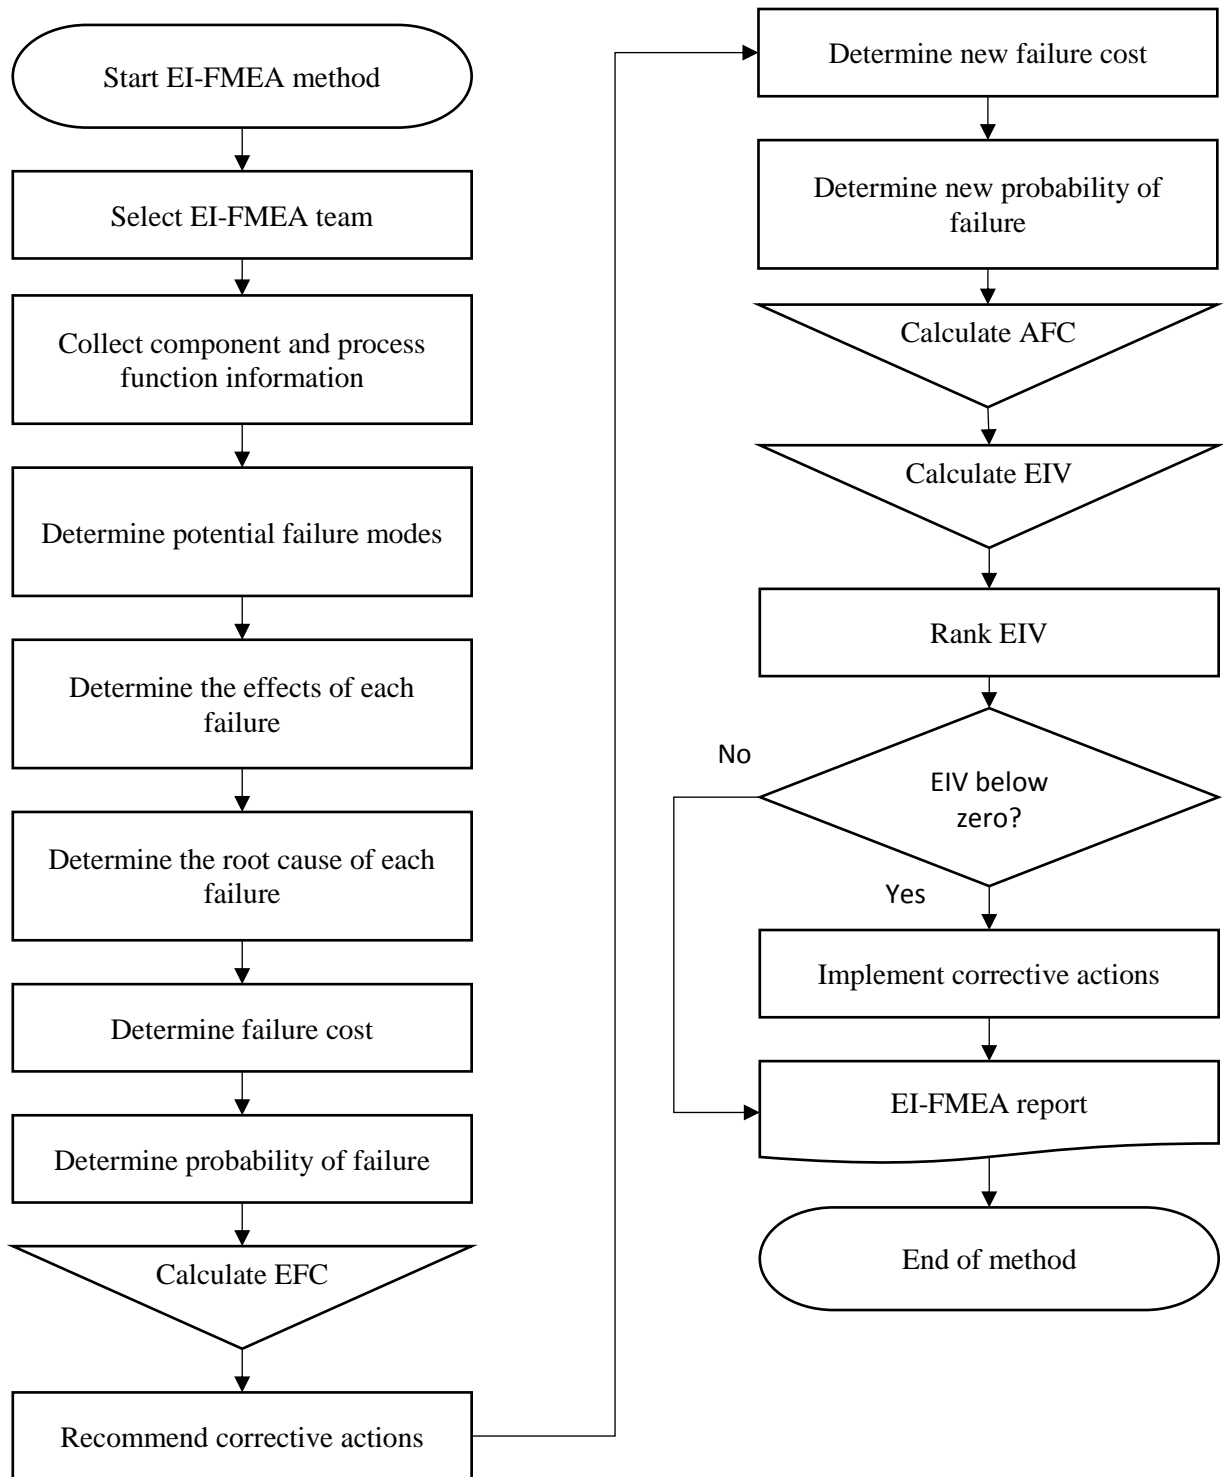 Start EI-FMEA method
Select EI-FMEA team
Collect component and process
function information
Determine potential failure modes
Determine the effects of each
failure
Determine the root cause of each
failure
Determine failure cost
Determine probability of failure
Calculate EFC
Recommend corrective actions
Determine new failure cost
Determine new probability of
failure
Calculate AFC
Calculate EIV
Rank EIV
No
EIV below
zero?
Yes
Implement corrective actions
EI-FMEA report
End of method